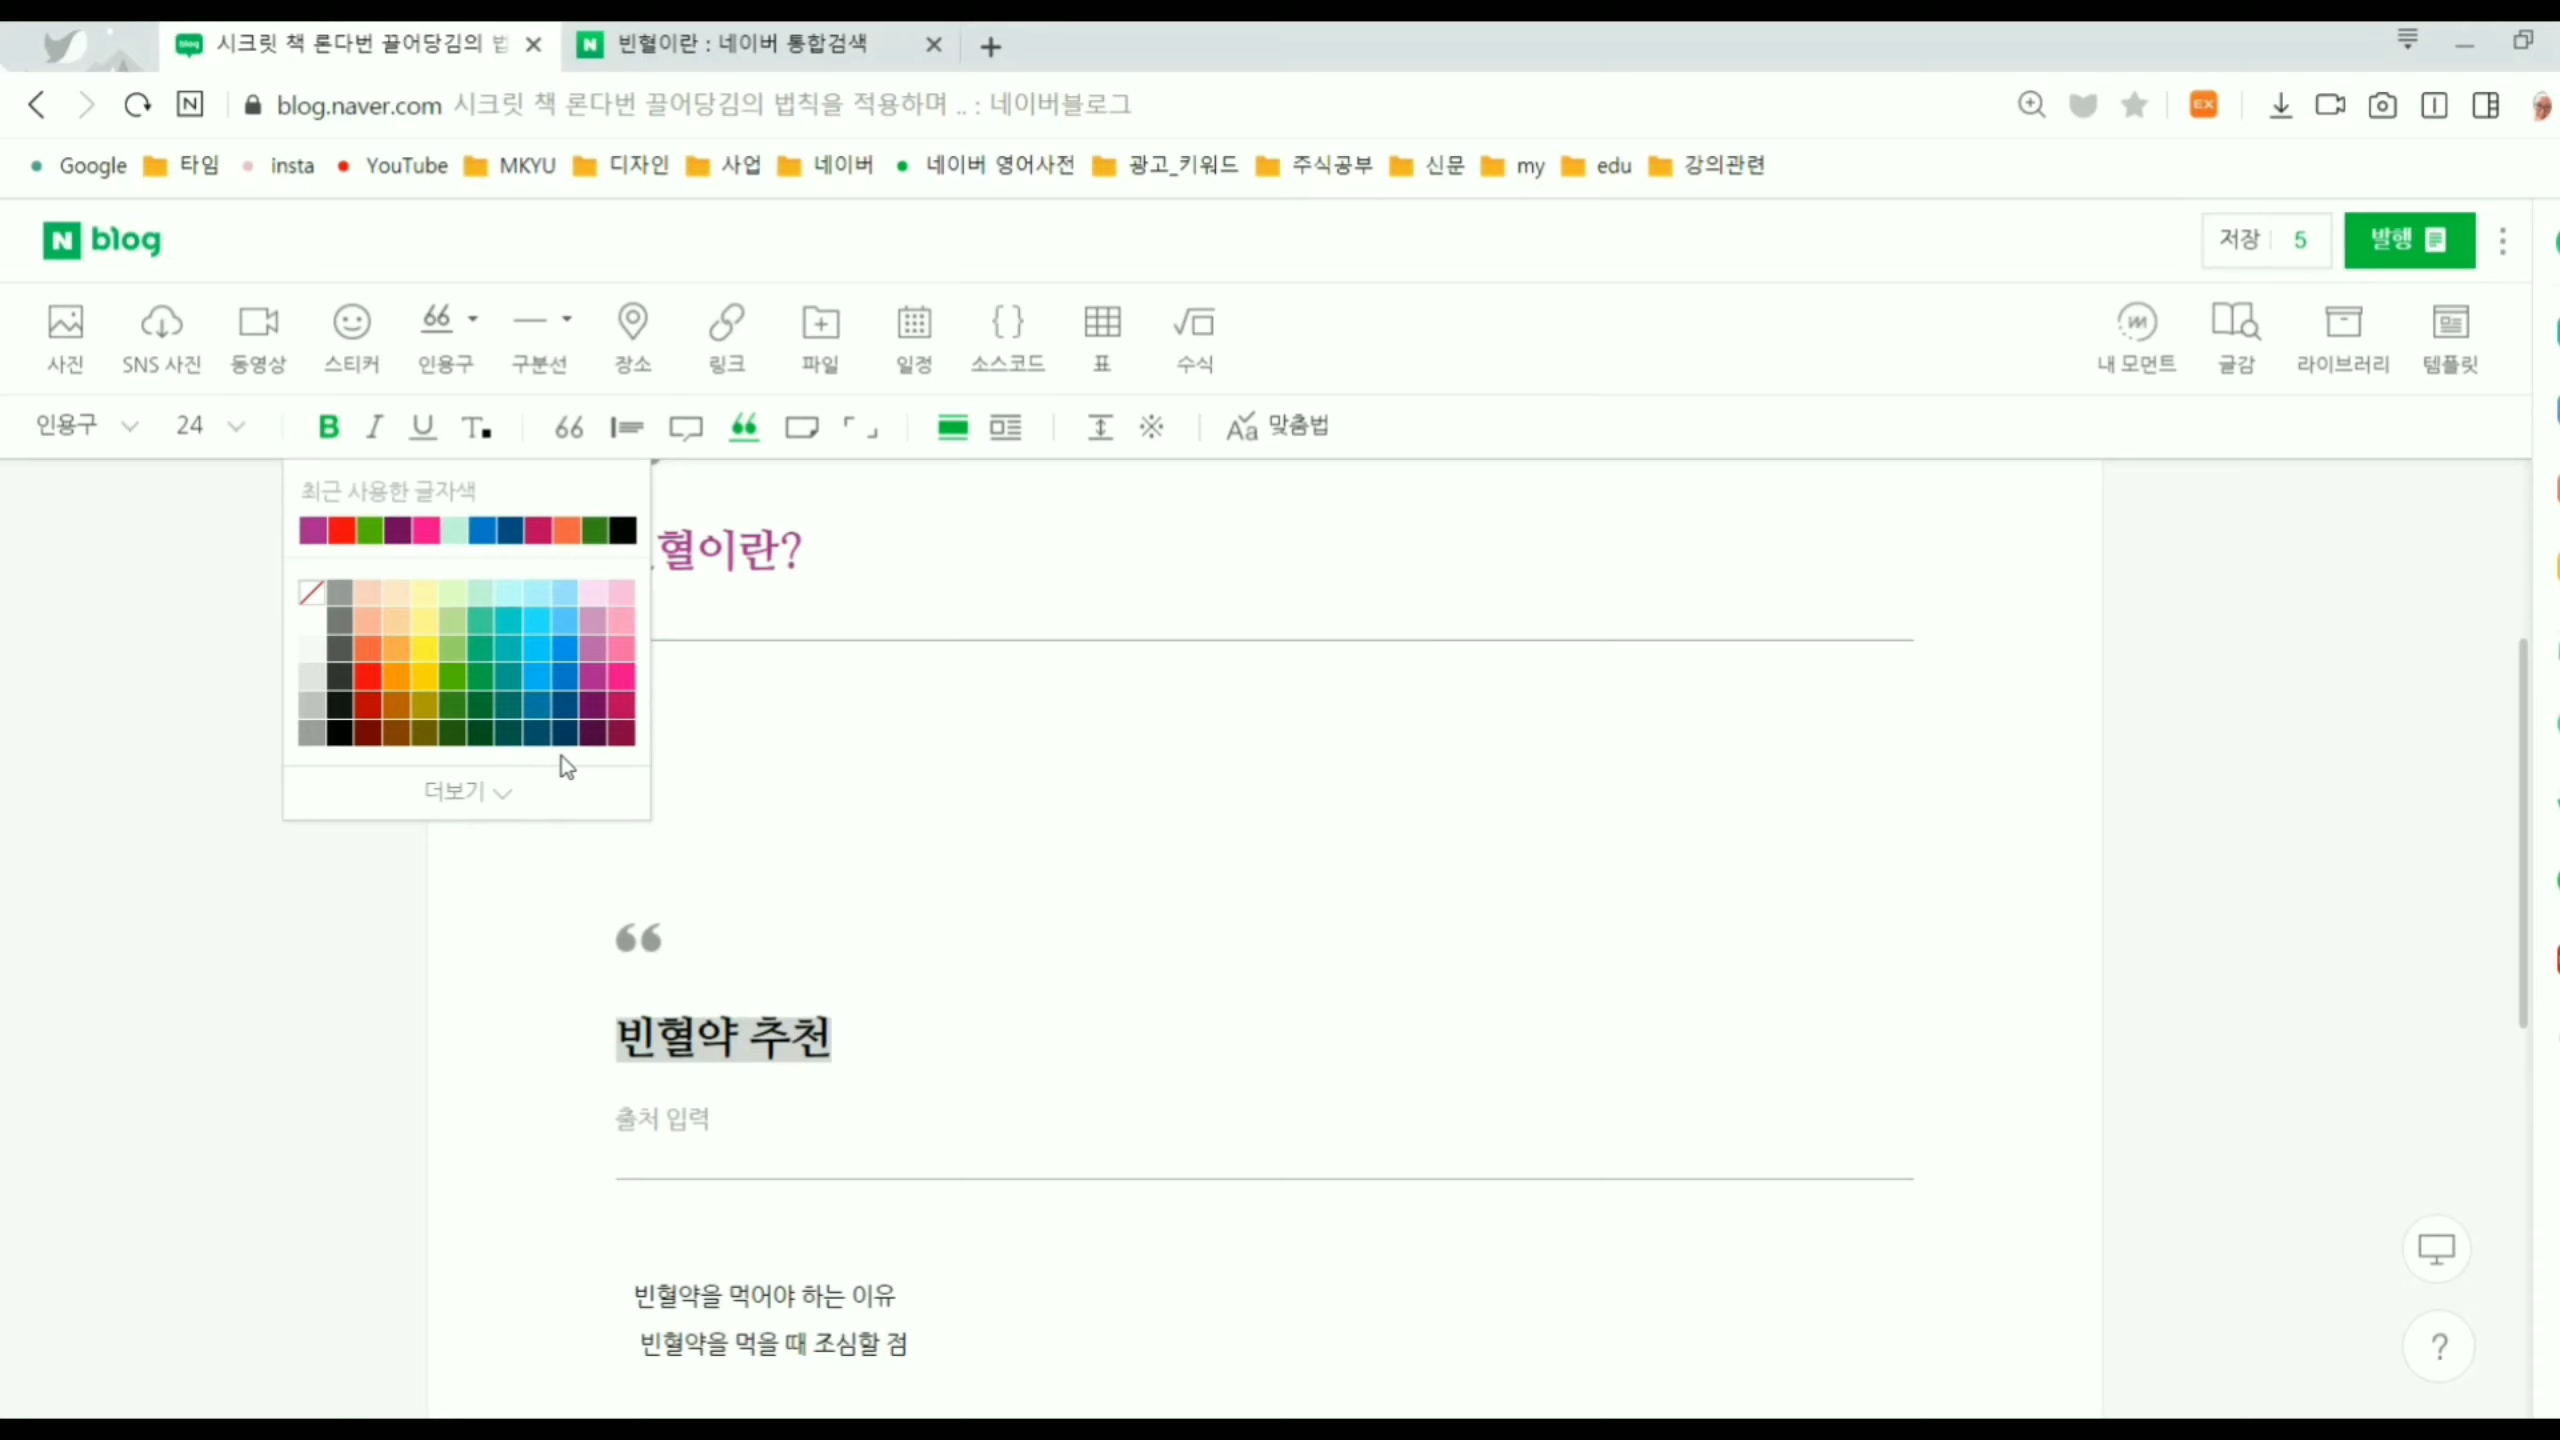 시크릿 책 론다번 끌어당김의 법
빈혈이란 : 네이버 통합검색
blog.naver.com 시크릿 책 론다번 끌어당김의 법칙을 적용하며 .. : 네이버블로그
EX
Google 타임 insta YouTube MKYU 디자인 사업 네이버 네이버 영어사전 광고_키워드 주식공부 신문 my edu 강의관련
N blog
저장 5 발행
사진 SNS 사진 동영상 스티커 인용구 구분선 장소 링크 파일 일정 소스코드 표 수식 내 모먼트 글감 라이브러리 템플릿
인용구 24 B I U T 맞춤법
최근 사용한 글자색
혈이란?
더보기
빈혈약 추천
출처 입력
빈혈약을 먹어야 하는 이유
빈혈약을 먹을 때 조심할 점
?